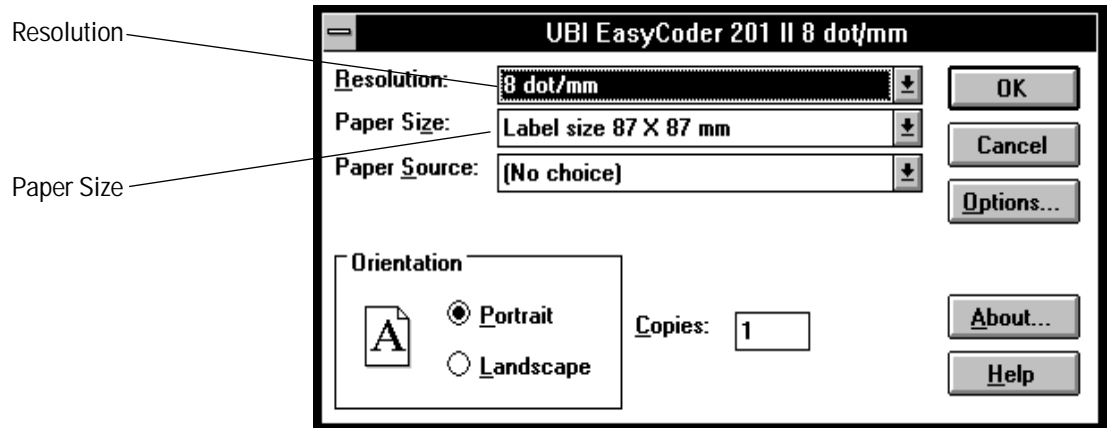 Resolution
Paper Size
UBI EasyCoder 201 II 8 dot/mm
Resolution: 8 dot/mm
Paper Size: Label size 87 X 87 mm
Paper Source: (No choice)
OK
Cancel
Options...
Orientation
A
Portrait
Landscape
Copies: 1
About...
Help